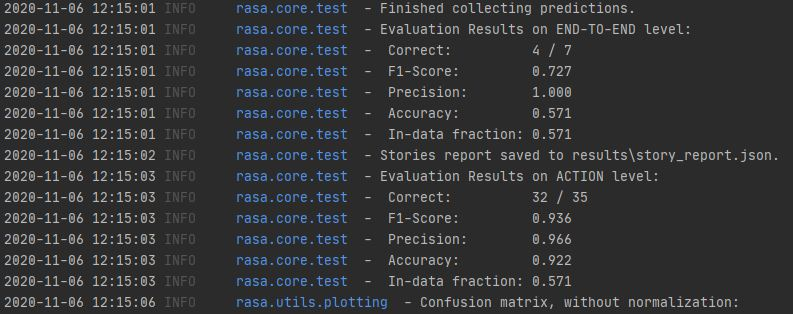 2020-11-06 12:15:01 INFO     rasa.core.test  - Finished collecting predictions.
2020-11-06 12:15:01 INFO     rasa.core.test  - Evaluation Results on END-TO-END level:
2020-11-06 12:15:01 INFO     rasa.core.test  -  Correct:          4 / 7
2020-11-06 12:15:01 INFO     rasa.core.test  -  F1-Score:         0.727
2020-11-06 12:15:01 INFO     rasa.core.test  -  Precision:        1.000
2020-11-06 12:15:01 INFO     rasa.core.test  -  Accuracy:         0.571
2020-11-06 12:15:01 INFO     rasa.core.test  -  In-data fraction: 0.571
2020-11-06 12:15:02 INFO     rasa.core.test  - Stories report saved to results\story_report.json.
2020-11-06 12:15:03 INFO     rasa.core.test  - Evaluation Results on ACTION level:
2020-11-06 12:15:03 INFO     rasa.core.test  -  Correct:          32 / 35
2020-11-06 12:15:03 INFO     rasa.core.test  -  F1-Score:         0.936
2020-11-06 12:15:03 INFO     rasa.core.test  -  Precision:        0.966
2020-11-06 12:15:03 INFO     rasa.core.test  -  Accuracy:         0.922
2020-11-06 12:15:03 INFO     rasa.core.test  -  In-data fraction: 0.571
2020-11-06 12:15:06 INFO     rasa.utils.plotting  - Confusion matrix, without normalization: